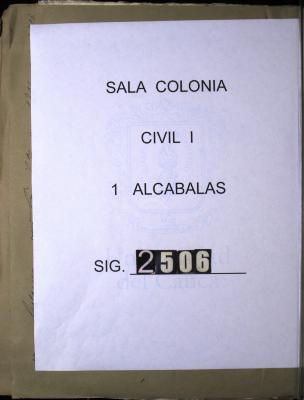 SALA COLONIA
CIVIL I
1 ALCABALAS
SIG. 2506